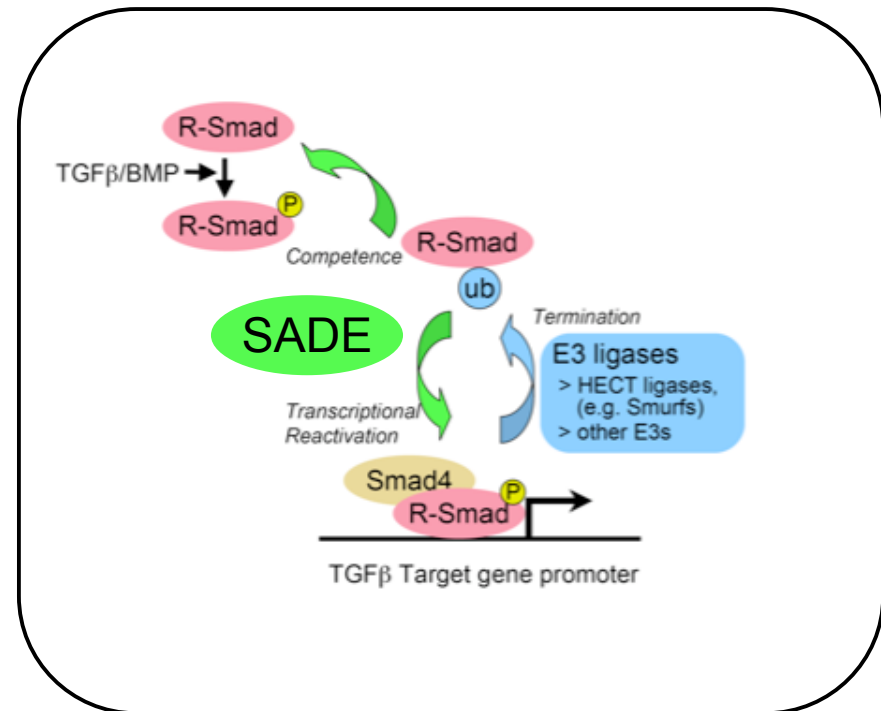 R-Smad
TGFβ/BMP
R-Smad
P
Competence
R-Smad
ub
SADE
Termination
E3 ligases
> HECT ligases,
(e.g. Smurfs)
> other E3s
Transcriptional
Reactivation
Smad4
P
R-Smad
TGFβ Target gene promoter